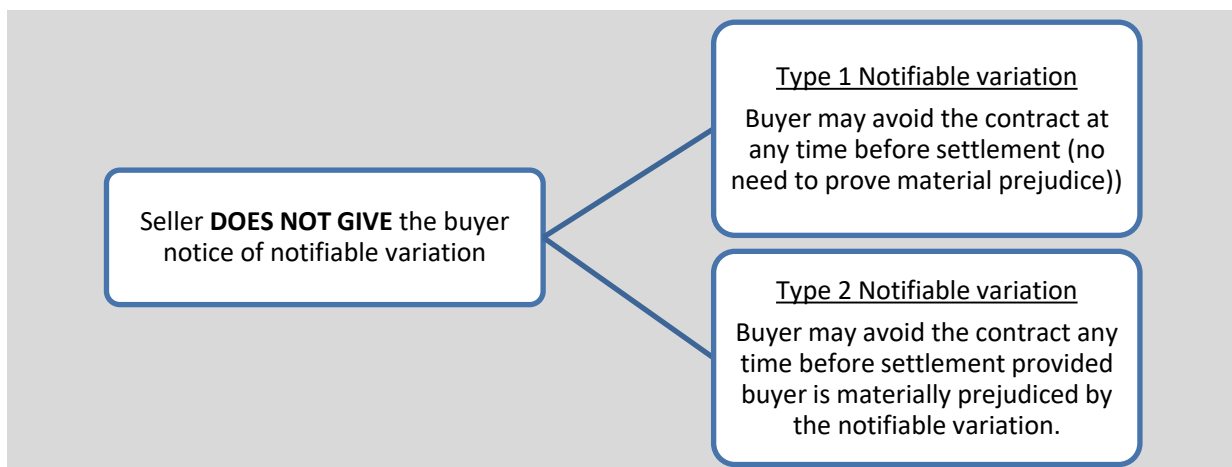 Seller DOES NOT GIVE the buyer
notice of notifiable variation
Type 1 Notifiable variation
Buyer may avoid the contract at
any time before settlement (no
need to prove material prejudice))
Type 2 Notifiable variation
Buyer may avoid the contract any
time before settlement provided
buyer is materially prejudiced by
the notifiable variation.